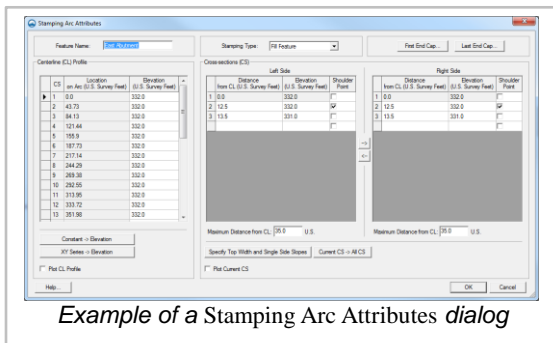 Stamping Arc Attributes
Feature Name: East Abutment
Stamping Type: Fill Feature
First End Cap... Last End Cap...
Centerline (CL) Profile
CS Location on Arc (U.S. Survey Feet) Elevation (U.S. Survey Feet)
1 0.0 332.0
2 43.73 332.0
3 84.13 332.0
4 121.44 332.0
5 155.9 332.0
6 187.73 332.0
7 217.14 332.0
8 244.29 332.0
9 269.38 332.0
10 292.55 332.0
11 313.95 332.0
12 333.72 332.0
13 351.98 332.0
Constant -> Elevation
XY Series -> Elevation
Plot CL Profile
Cross-sections (CS)
Left Side
Distance from CL (U.S. Survey Feet) Elevation (U.S. Survey Feet) Shoulder Point
1 0.0 332.0
2 12.5 332.0
3 13.5 331.0
Maximum Distance from CL: 35.0 U.S.
->
<-
Right Side
Distance from CL (U.S. Survey Feet) Elevation (U.S. Survey Feet) Shoulder Point
1 0.0 332.0
2 12.5 332.0
3 13.5 331.0
Maximum Distance from CL: 35.0 U.S.
Specify Top Width and Single Side Slopes Current CS -> All CS
Plot Current CS
Help... OK Cancel
Example of a Stamping Arc Attributes dialog